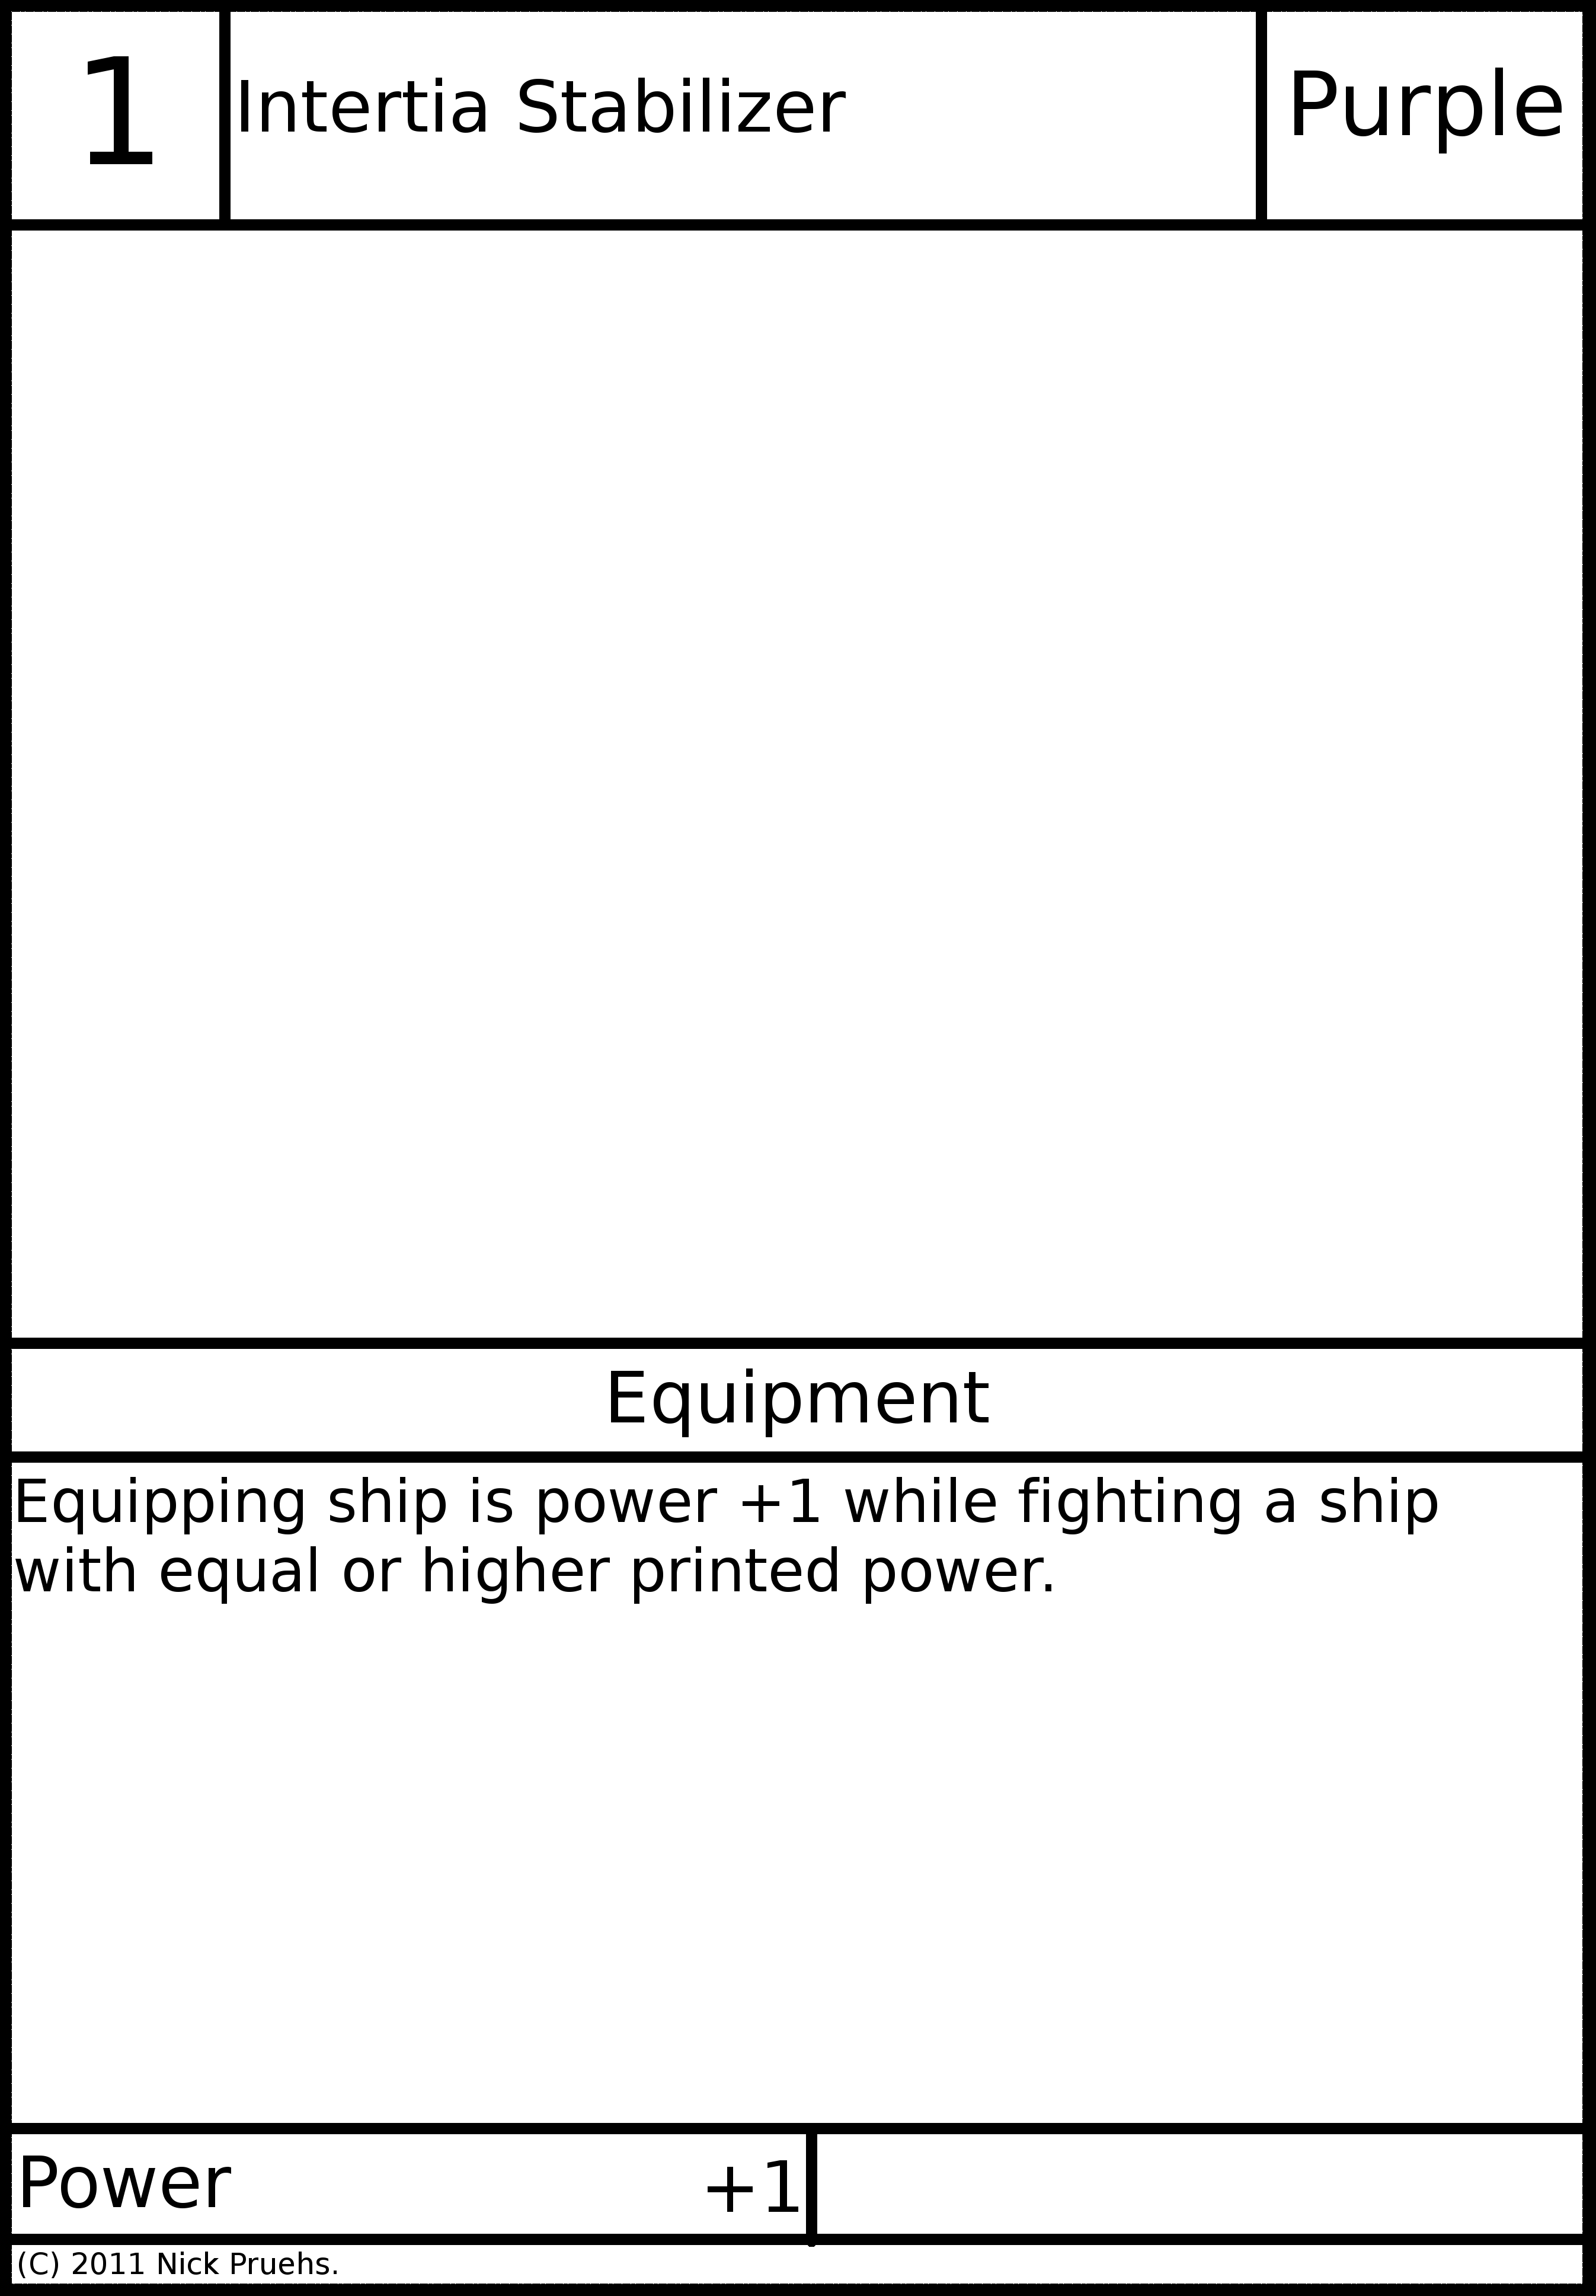 1
Intertia Stabilizer
Purple
Equipment
Equipping ship is power +1 while fighting a ship
with equal or higher printed power.
Power +1
(C) 2011 Nick Pruehs.